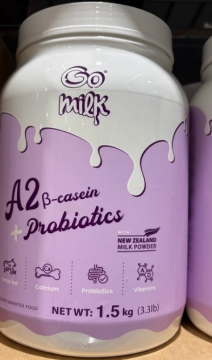 Go
milk
A2 β-casein
+ Probiotics
WITH
NEW ZEALAND
MILK POWDER
Calcium
Probiotics
Vitamins
NET WT: 1.5 kg (3.3lb)